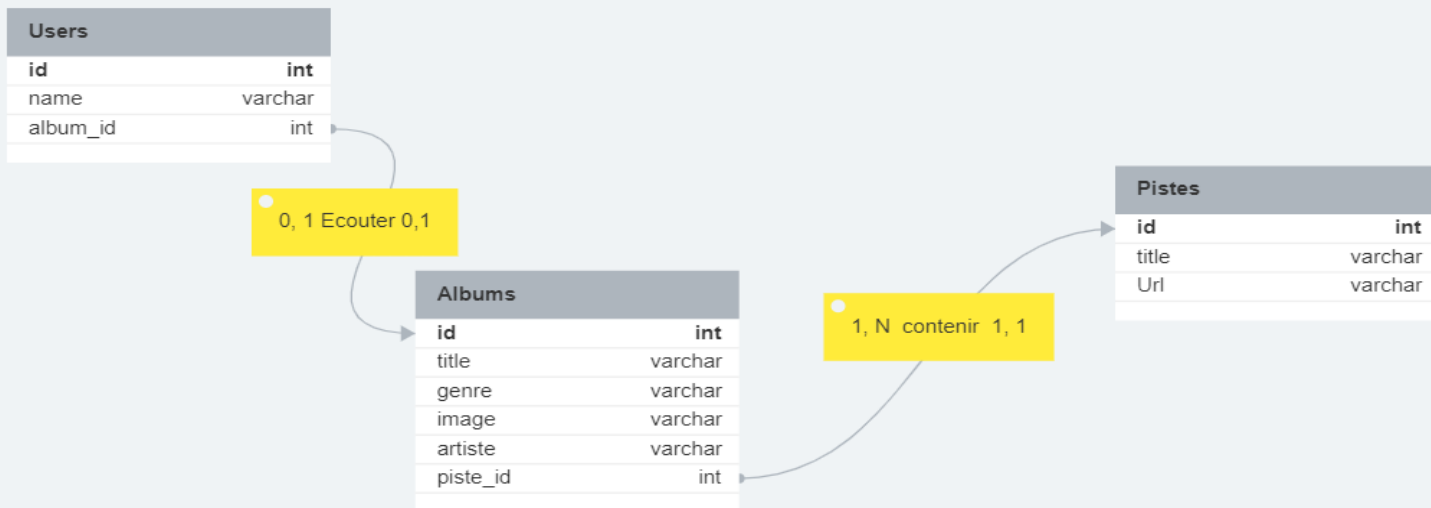 Users
id int
name varchar
album_id int
0, 1 Ecouter 0,1
Albums
id int
title varchar
genre varchar
image varchar
artiste varchar
piste_id int
1, N contenir 1, 1
Pistes
id int
title varchar
Url varchar